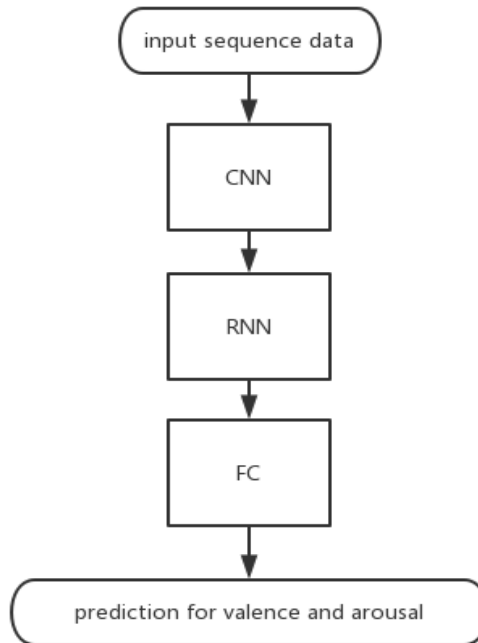 input sequence data
CNN
RNN
FC
prediction for valence and arousal